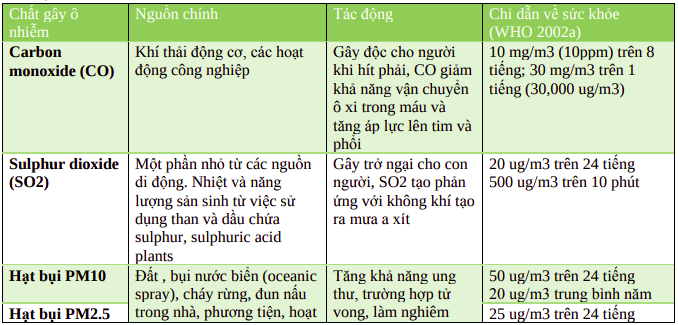 Chất gây ô nhiễm
Nguồn chính
Tác động
Chỉ dẫn về sức khỏe (WHO 2002a)
Carbon monoxide (CO)
Khí thải động cơ, các hoạt động công nghiệp
Gây độc cho người khi hít phải, CO giảm khả năng vận chuyển ô xi trong máu và tăng áp lực lên tim và phổi
10 mg/m3 (10ppm) trên 8 tiếng; 30 mg/m3 trên 1 tiếng (30,000 ug/m3)
Sulphur dioxide (SO2)
Một phần nhỏ từ các nguồn di động. Nhiệt và năng lượng sản sinh từ việc sử dụng than và dầu chứa sulphur, sulphuric acid plants
Gây trở ngại cho con người, SO2 tạo phản ứng với không khí tạo ra mưa a xít
20 ug/m3 trên 24 tiếng
500 ug/m3 trên 10 phút
Hạt bụi PM10
Đất , bụi nước biển (oceanic spray), cháy rừng, đun nấu trong nhà, phương tiện, hoạt
Tăng khả năng ung thư, trường hợp tử vong, làm nghiêm
50 ug/m3 trên 24 tiếng
20 ug/m3 trung bình năm
Hạt bụi PM2.5
25 ug/m3 trên 24 tiếng